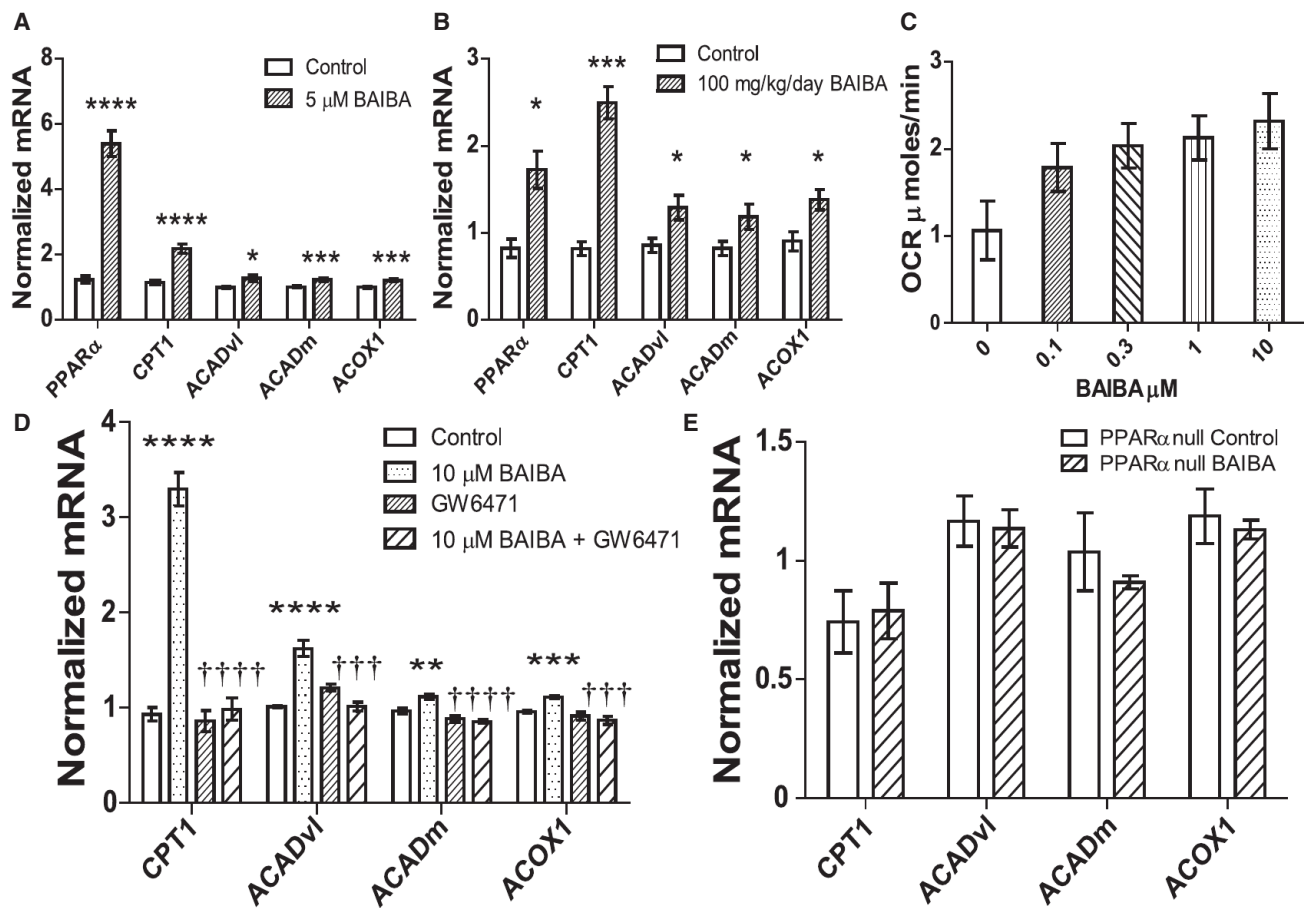 A
Normalized mRNA
8
6
4
2
0
Control
5 μM BAIBA
****
****
*
***
***
PPARα
CPT1
ACADvl
ACADm
ACOX1
B
Normalized mRNA
3
2
1
0
Control
100 mg/kg/day BAIBA
*
***
*
*
*
PPARα
CPT1
ACADvl
ACADm
ACOX1
C
OCR μ moles/min
3
2
1
0
0
0.1
0.3
1
10
BAIBA μM
D
Normalized mRNA
4
3
2
1
0
Control
10 μM BAIBA
GW6471
10 μM BAIBA + GW6471
****
††††
****
†††
**
††††
***
†††
CPT1
ACADvl
ACADm
ACOX1
E
Normalized mRNA
1.5
1
0.5
0
PPARα null Control
PPARα null BAIBA
CPT1
ACADvl
ACADm
ACOX1